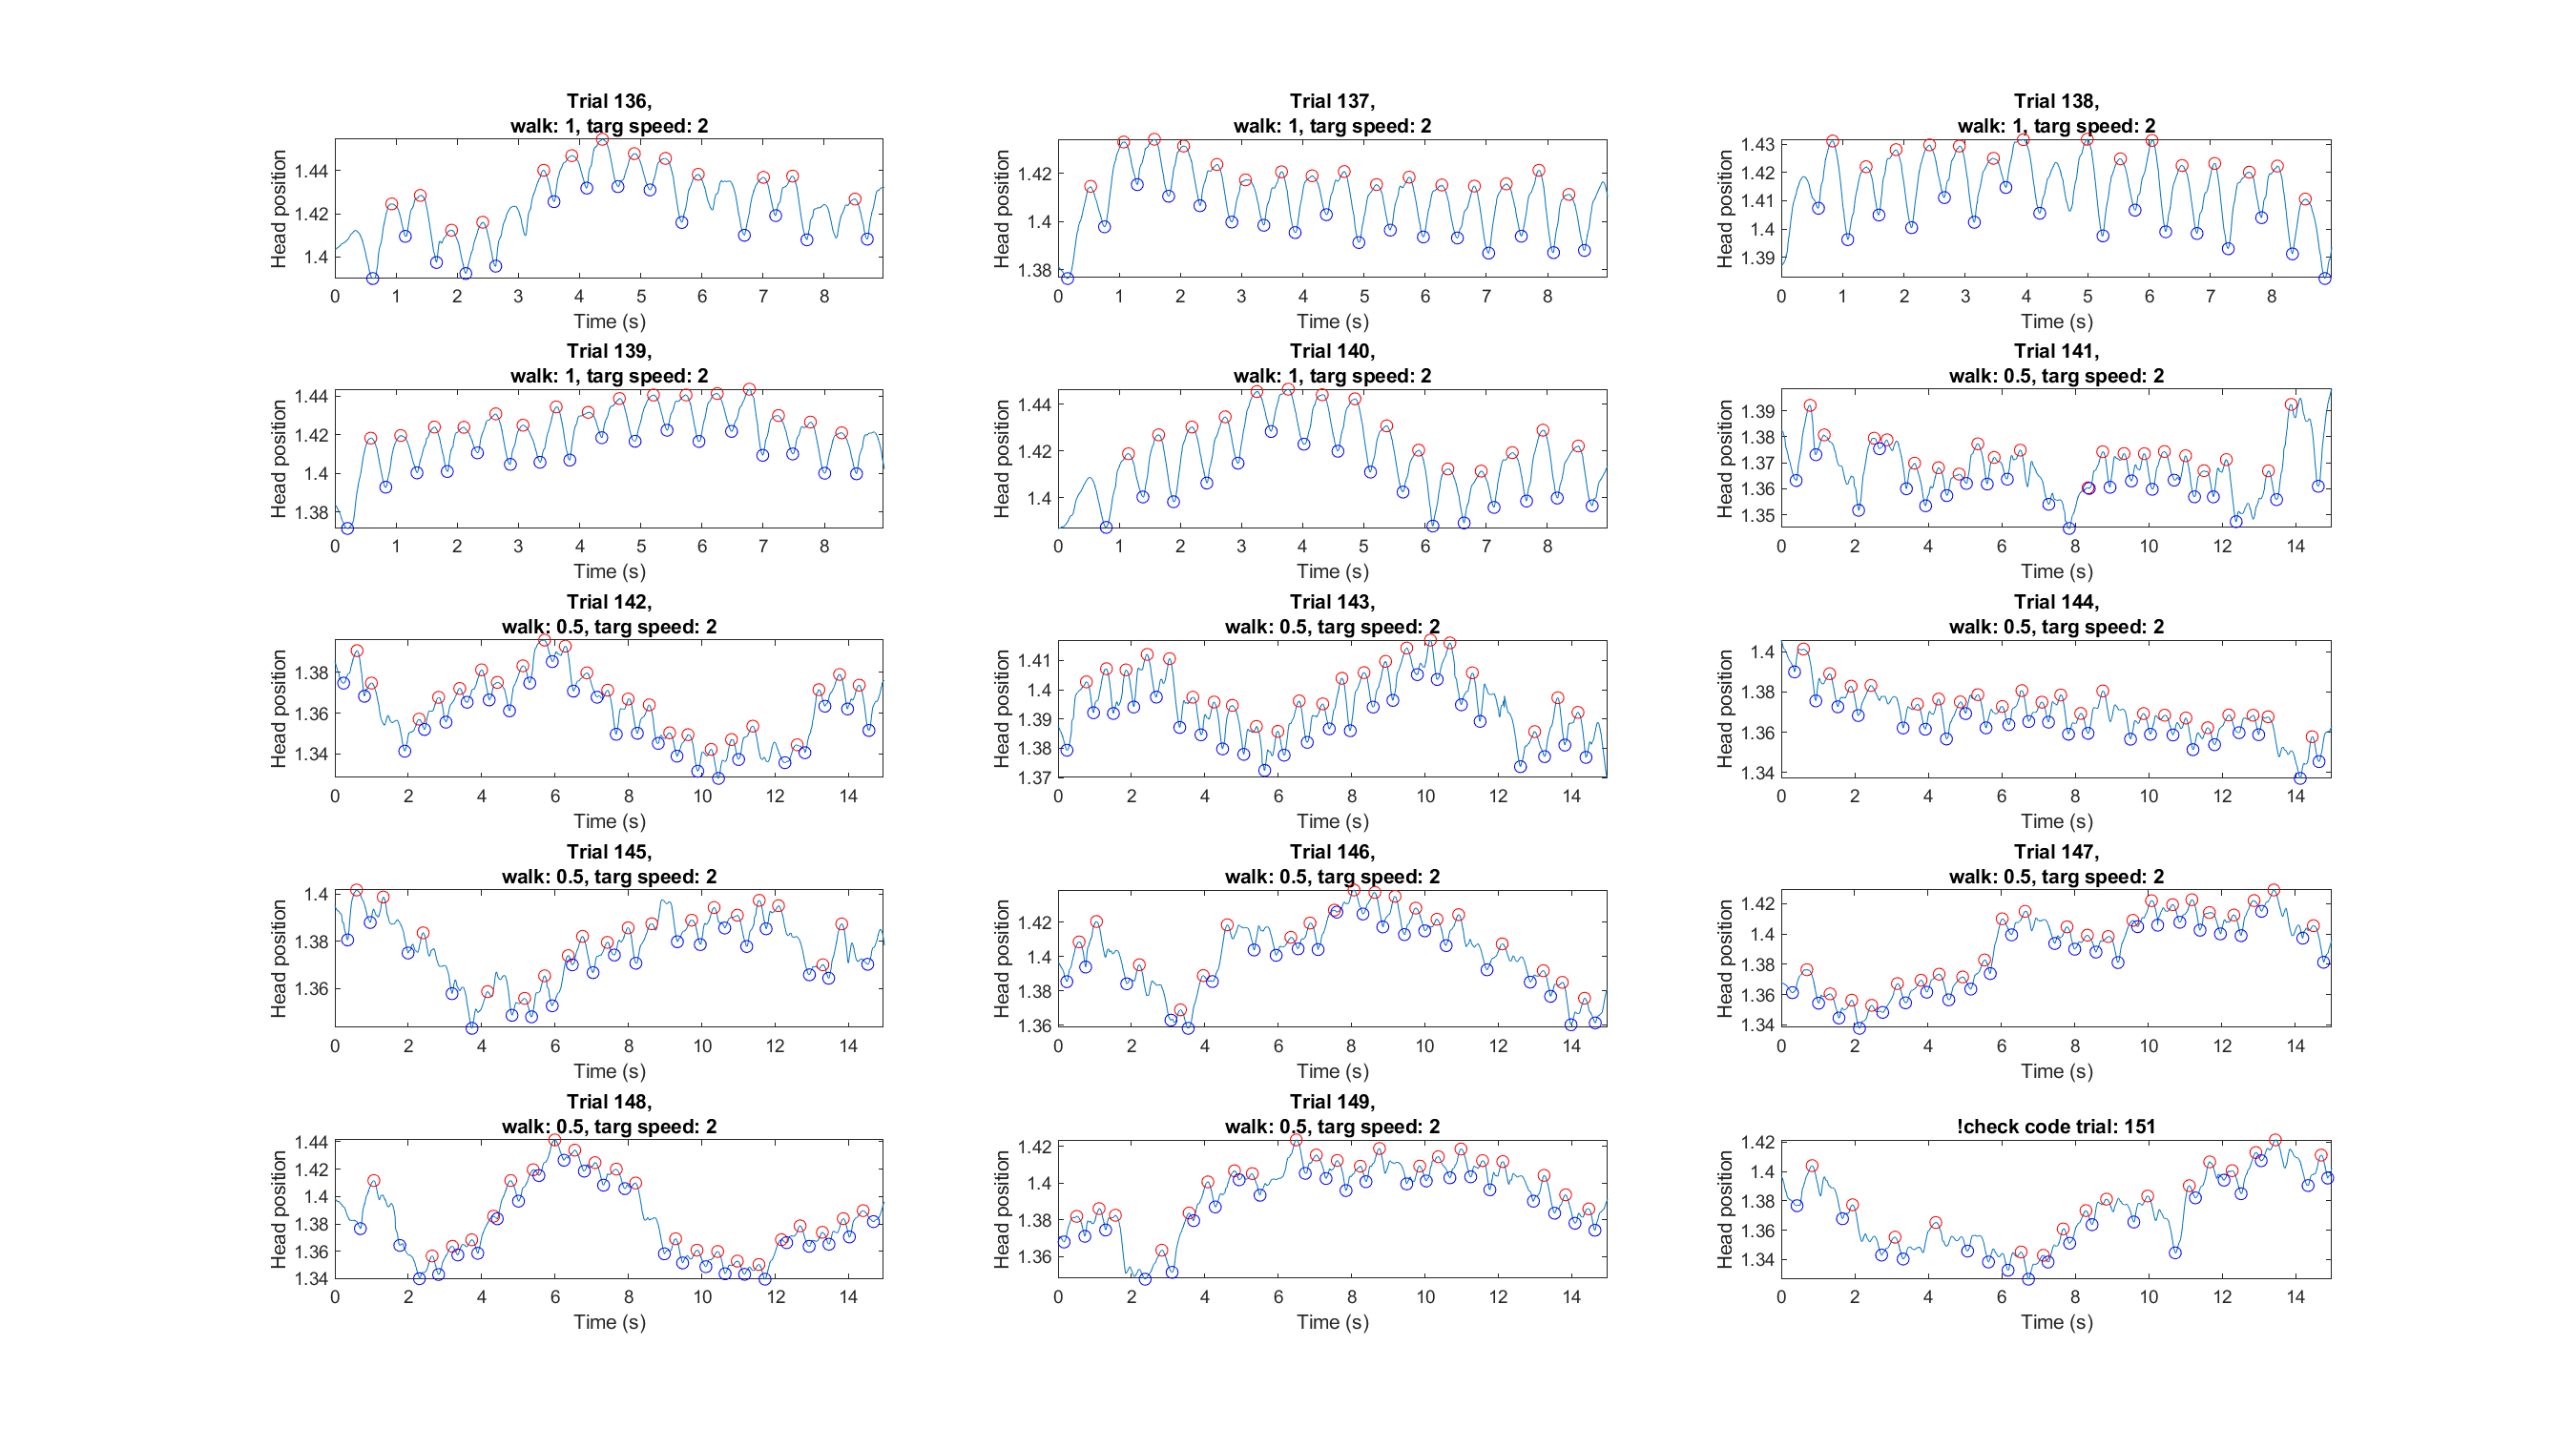 Trial 136,
walk: 1, targ speed: 2
Head position
1.44
1.42
1.4
0 1 2 3 4 5 6 7 8
Time (s)
Trial 137,
walk: 1, targ speed: 2
Head position
1.42
1.4
1.38
0 1 2 3 4 5 6 7 8
Time (s)
Trial 138,
walk: 1, targ speed: 2
Head position
1.43
1.42
1.41
1.4
1.39
0 1 2 3 4 5 6 7 8
Time (s)
Trial 139,
walk: 1, targ speed: 2
Head position
1.44
1.42
1.4
1.38
0 1 2 3 4 5 6 7 8
Time (s)
Trial 140,
walk: 1, targ speed: 2
Head position
1.44
1.42
1.4
0 1 2 3 4 5 6 7 8
Time (s)
Trial 141,
walk: 0.5, targ speed: 2
Head position
1.39
1.38
1.37
1.36
1.35
0 2 4 6 8 10 12 14
Time (s)
Trial 142,
walk: 0.5, targ speed: 2
Head position
1.38
1.36
1.34
0 2 4 6 8 10 12 14
Time (s)
Trial 143,
walk: 0.5, targ speed: 2
Head position
1.41
1.4
1.39
1.38
1.37
0 2 4 6 8 10 12 14
Time (s)
Trial 144,
walk: 0.5, targ speed: 2
Head position
1.4
1.38
1.36
1.34
0 2 4 6 8 10 12 14
Time (s)
Trial 145,
walk: 0.5, targ speed: 2
Head position
1.4
1.38
1.36
0 2 4 6 8 10 12 14
Time (s)
Trial 146,
walk: 0.5, targ speed: 2
Head position
1.42
1.4
1.38
1.36
0 2 4 6 8 10 12 14
Time (s)
Trial 147,
walk: 0.5, targ speed: 2
Head position
1.42
1.4
1.38
1.36
1.34
0 2 4 6 8 10 12 14
Time (s)
Trial 148,
walk: 0.5, targ speed: 2
Head position
1.44
1.42
1.4
1.38
1.36
1.34
0 2 4 6 8 10 12 14
Time (s)
Trial 149,
walk: 0.5, targ speed: 2
Head position
1.42
1.4
1.38
1.36
0 2 4 6 8 10 12 14
Time (s)
!check code trial: 151
Head position
1.42
1.4
1.38
1.36
1.34
0 2 4 6 8 10 12 14
Time (s)